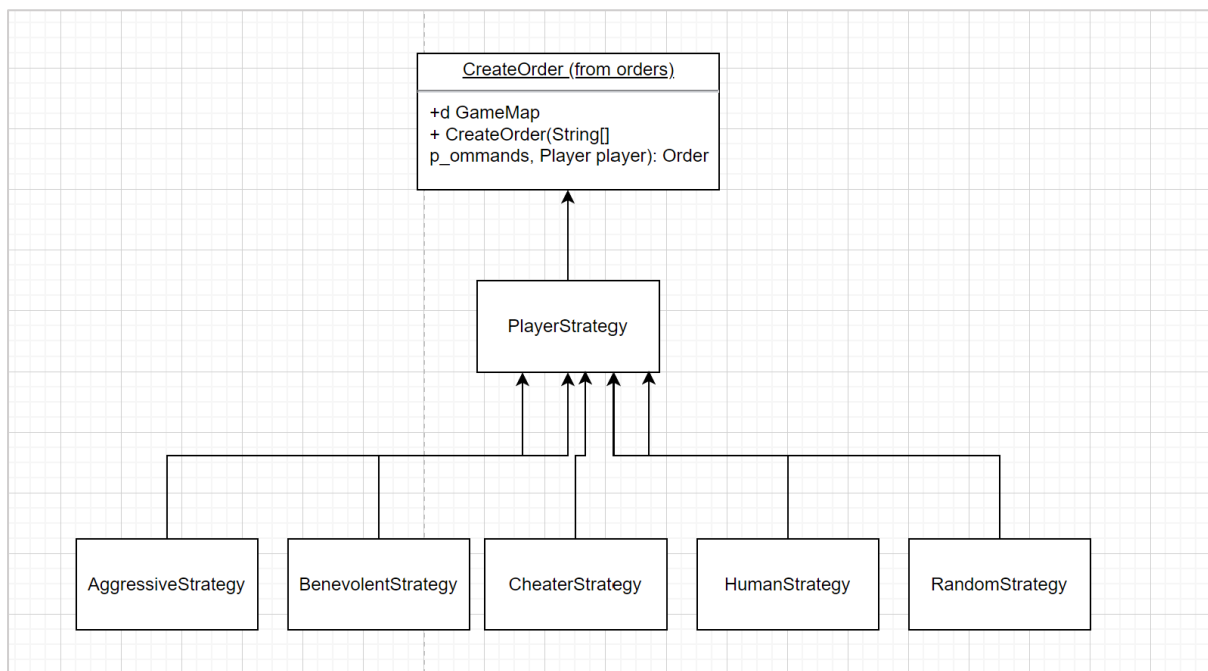 CreateOrder (from orders)
+d GameMap
+ CreateOrder(String[]
p_ommands, Player player): Order
PlayerStrategy
AggressiveStrategy
BenevolentStrategy
CheaterStrategy
HumanStrategy
RandomStrategy